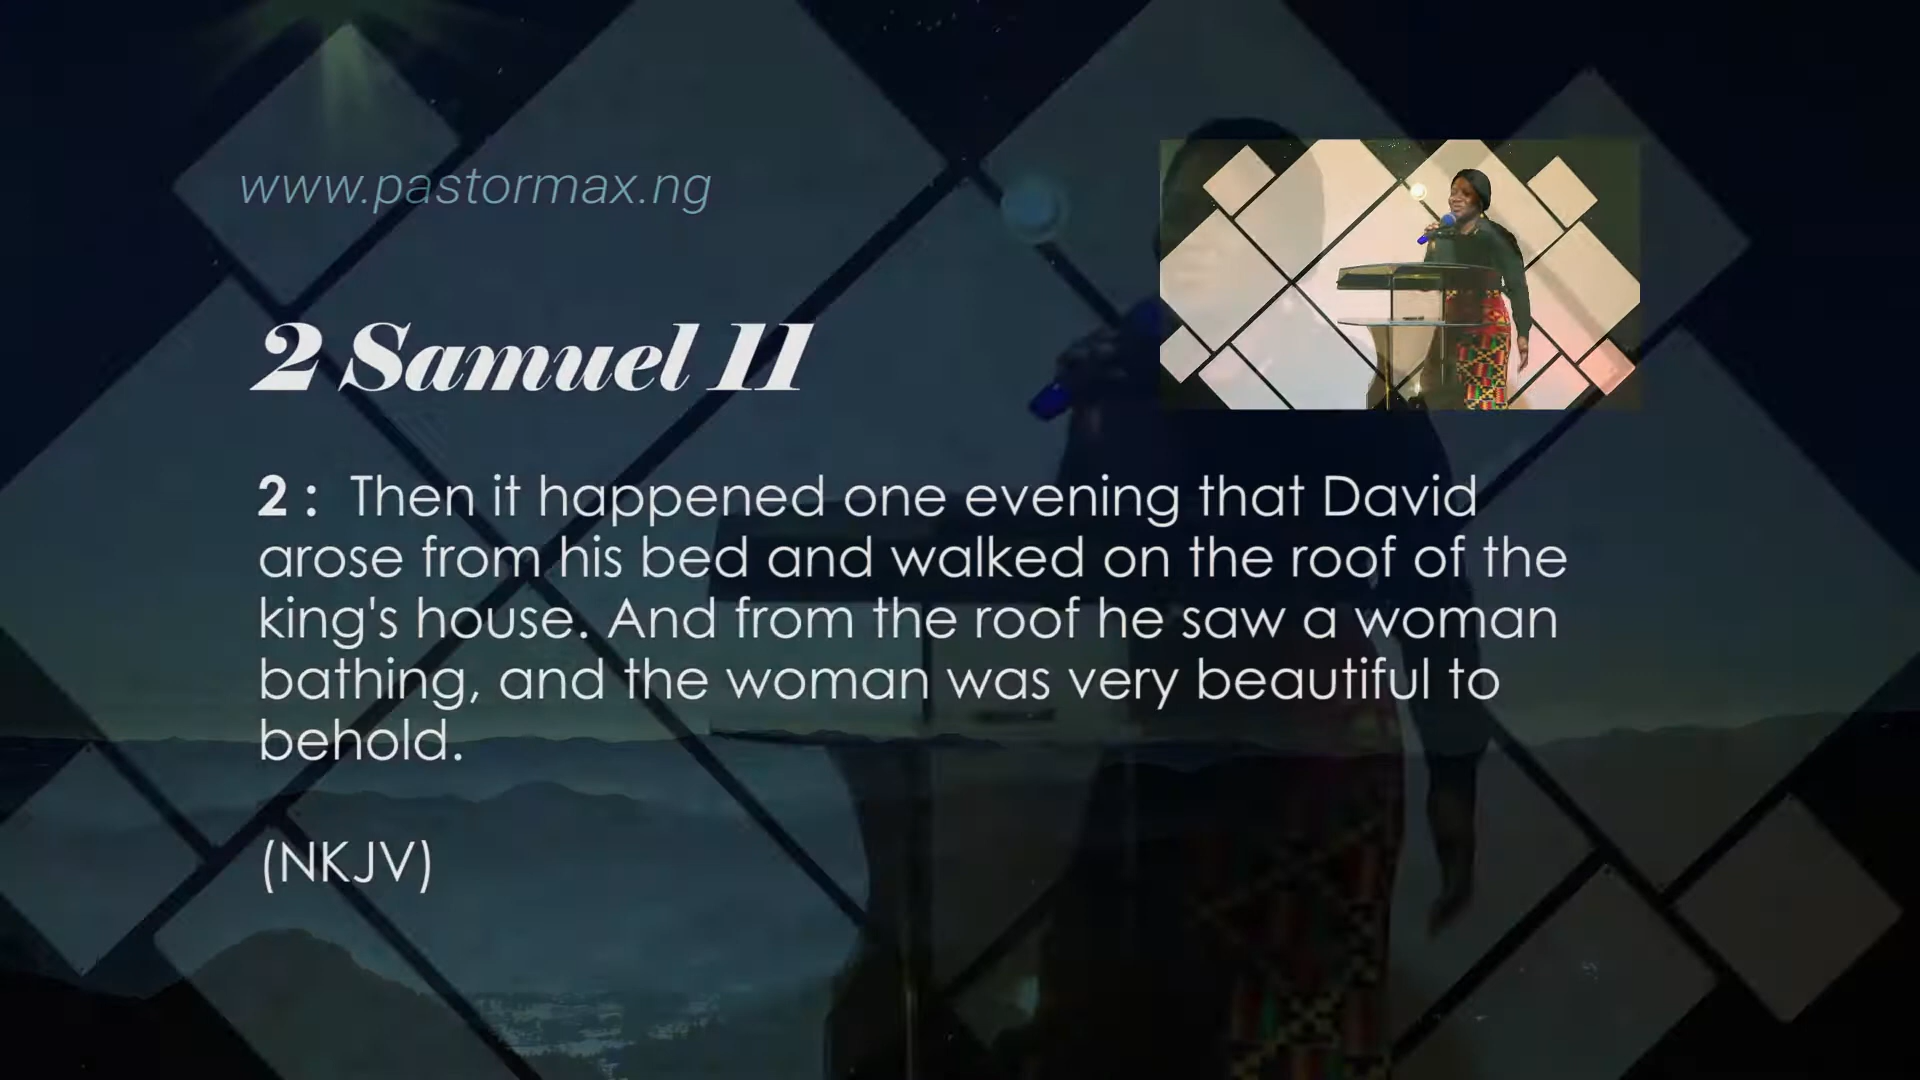 www.pastormax.ng
2 Samuel 11
2 : Then it happened one evening that David
arose from his bed and walked on the roof of the
king's house. And from the roof he saw a woman
bathing, and the woman was very beautiful to
behold.
(NKJV)